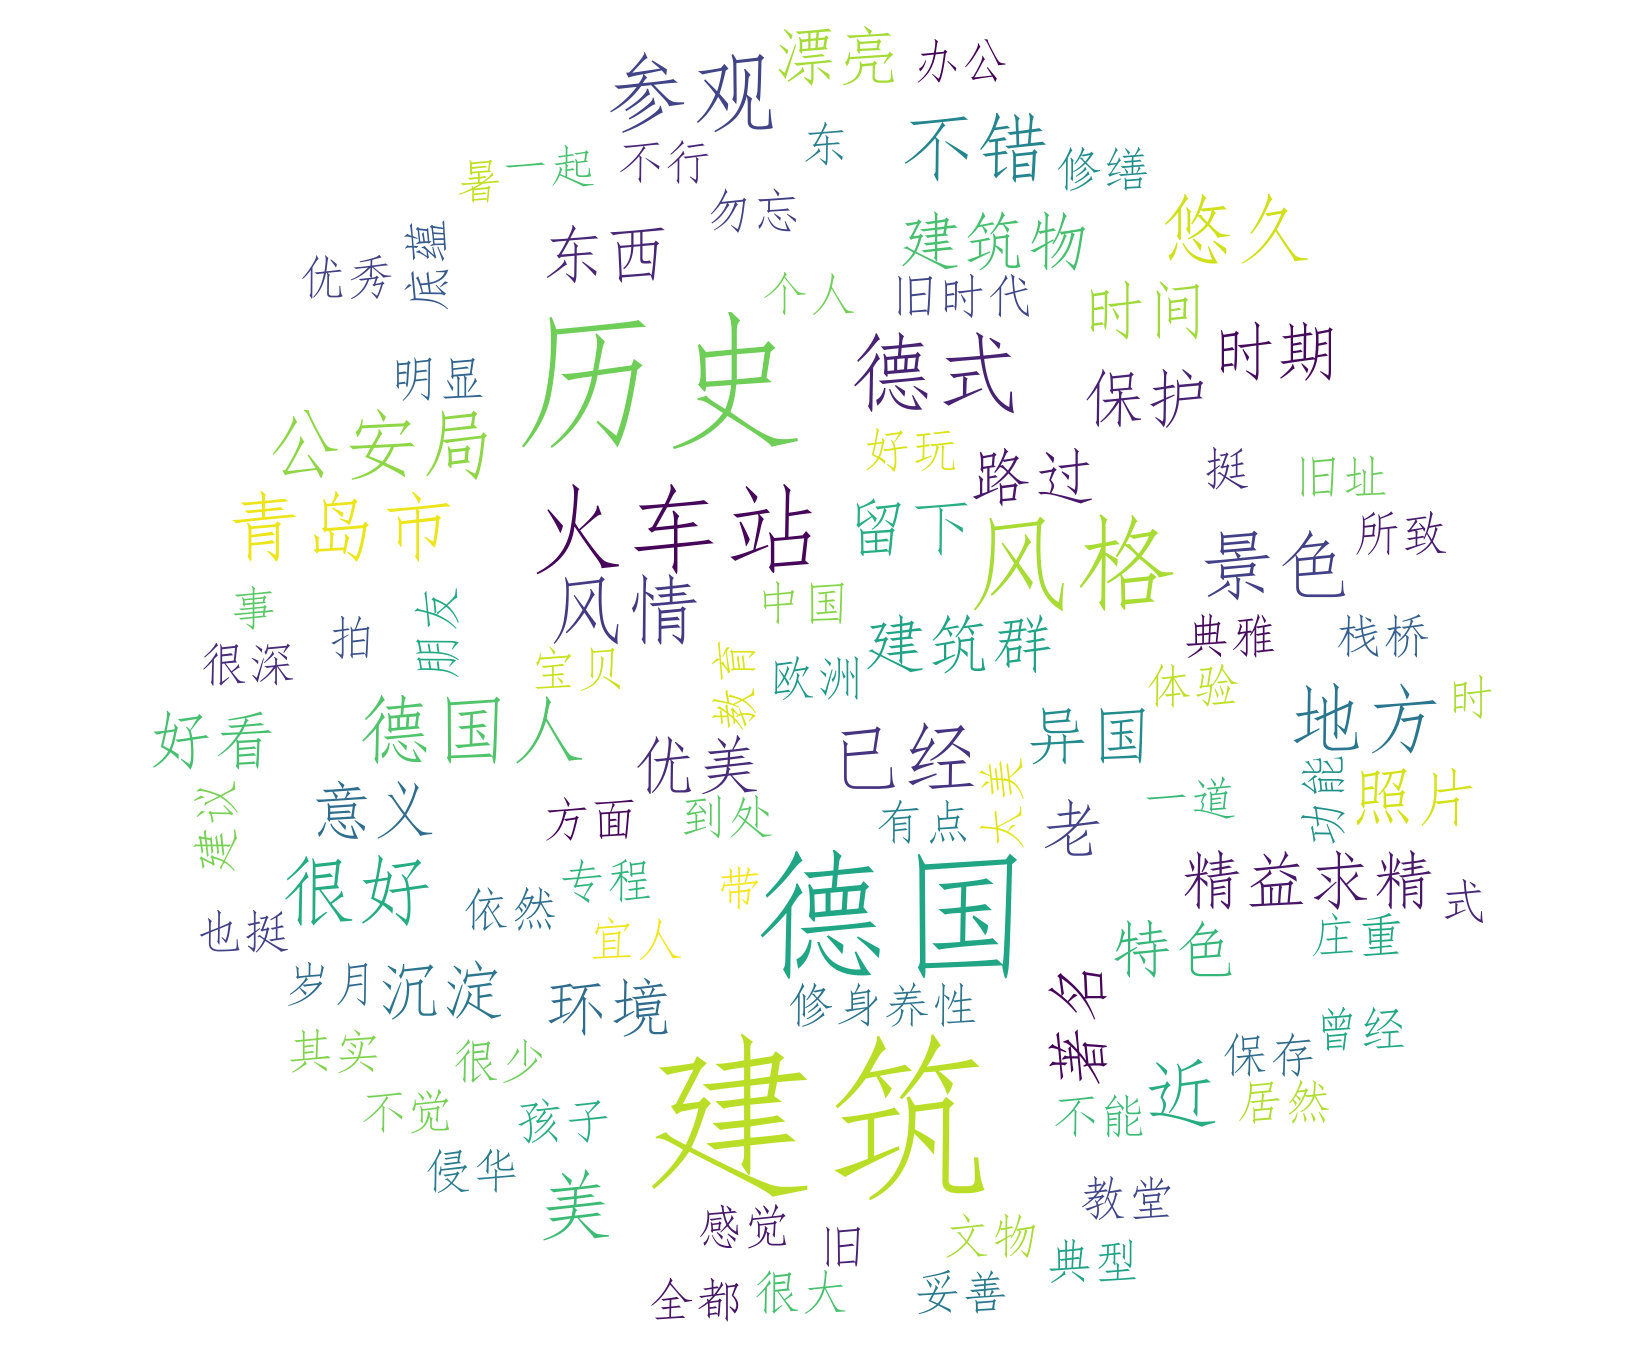 漂亮
办公
参观
不错
东
修缮
不行
一起
暑
勿忘
悠久
建筑物
东西
底蕴
优秀
个人
旧时代
时间
时期
历史
德式
保护
明显
公安局
好玩
路过
挺
旧址
青岛市
火车站
留下
风格
景色
所致
风情
中国
事
朋友
拍
很深
宝贝
教育
欧洲
建筑群
典雅
栈桥
体验
时
好看
德国人
优美
已经
异国
地方
建议
意义
方面
到处
有点
太美
老
一道
功能
照片
很好
依然
专程
带
德国
精益求精
式
也挺
宜人
特色
庄重
岁月
沉淀
环境
修身养性
著名
曾经
其实
很少
建筑
保存
不觉
孩子
不能
近
居然
侵华
美
教堂
感觉
旧
文物
典型
全都
很大
妥善